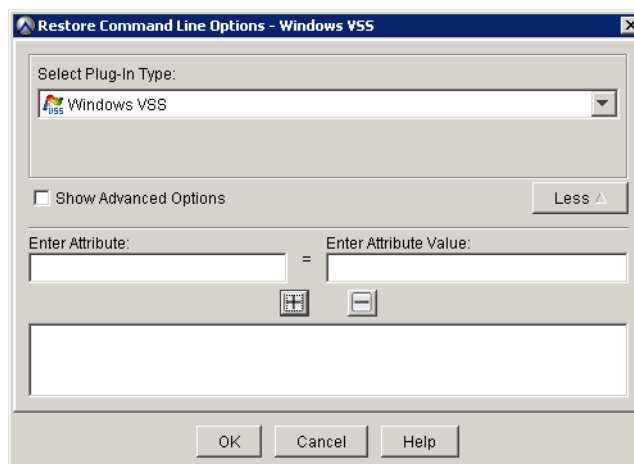 Restore Command Line Options - Windows VSS
Select Plug-In Type:
VSS Windows VSS
Show Advanced Options
Less
Enter Attribute:
Enter Attribute Value:
=
OK
Cancel
Help